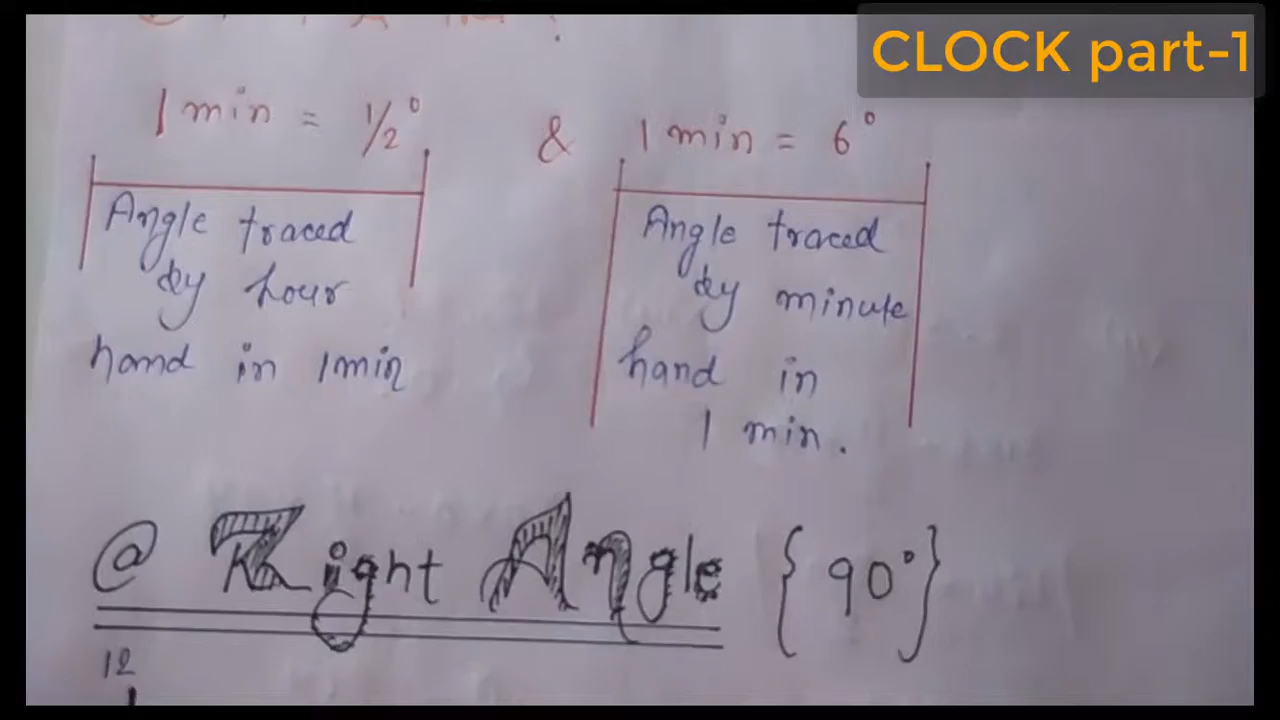 CLOCK part-1
1 min = 1/2° & 1 min = 6°
Angle traced
by hour
hand in 1min
Angle traced
by minute
hand in
1 min.
@ Right Angle {90°}
12